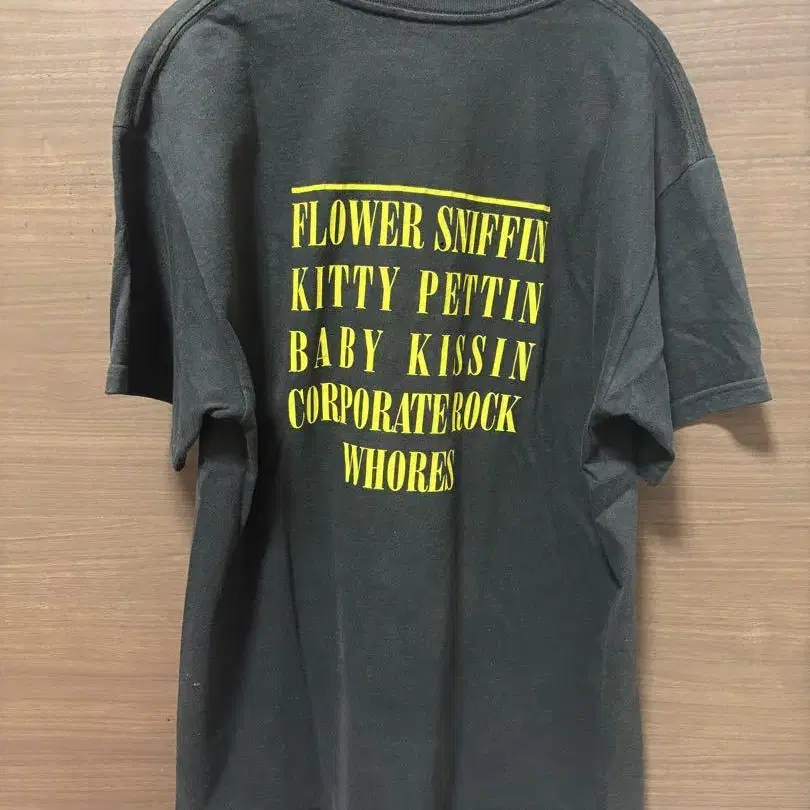 FLOWER SNIFFIN
KITTY PETTIN
BABY KISSIN
CORPORATE ROCK
WHORES